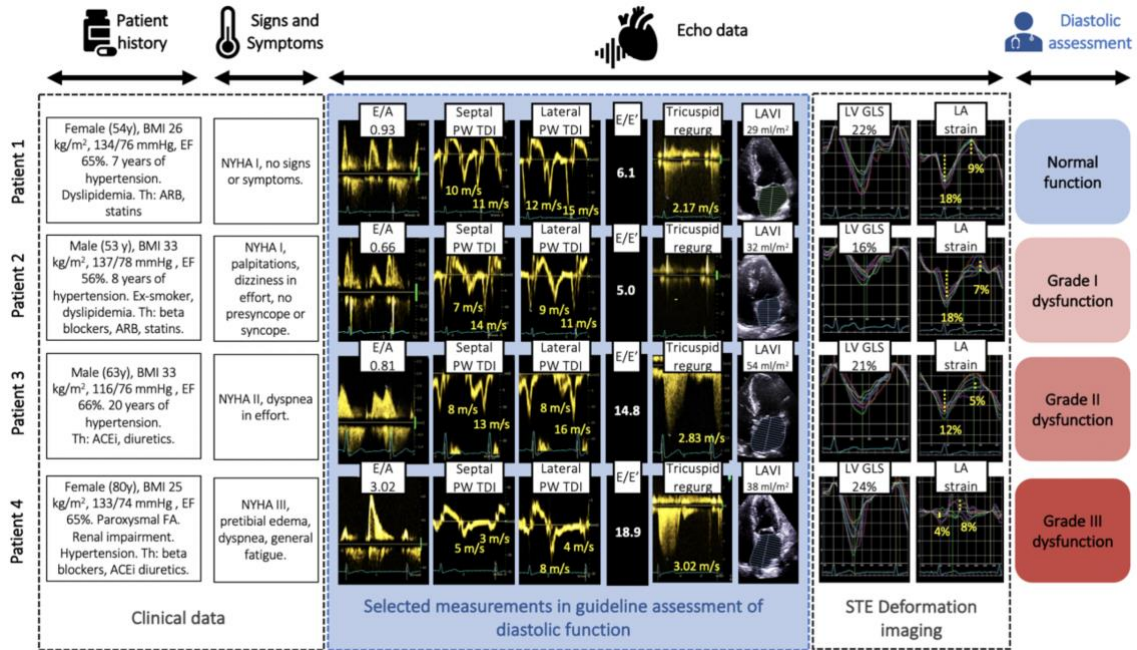 Patient
history
Signs and
Symptoms
Echo data
Diastolic
assessment
Patient 1
Female (54y), BMI 26
kg/m², 134/76 mmHg, EF
65%. 7 years of
hypertension.
Dyslipidemia. Th: ARB,
statins
NYHA I, no signs
or symptoms.
E/A
0.93
Septal
PW TDI
10 m/s
11 m/s
Lateral
PW TDI
12 m/s
15 m/s
E/E'
6.1
Tricuspid
regurg
2.17 m/s
LAVI
29 ml/m²
LV GLS
22%
LA
strain
9%
18%
Normal
function
Patient 2
Male (53 y), BMI 33
kg/m², 137/78 mmHg , EF
56%. 8 years of
hypertension. Ex-smoker,
dyslipidemia. Th: beta
blockers, ARB, statins.
NYHA I,
palpitations,
dizziness in
effort, no
presyncope or
syncope.
E/A
0.66
Septal
PW TDI
7 m/s
14 m/s
Lateral
PW TDI
9 m/s
11 m/s
E/E'
5.0
Tricuspid
regurg
LAVI
32 ml/m²
LV GLS
16%
LA
strain
7%
18%
Grade I
dysfunction
Patient 3
Male (63y), BMI 33
kg/m², 116/76 mmHg, EF
66%. 20 years of
hypertension.
Th: ACEi, diuretics.
NYHA II, dyspnea
in effort.
E/A
0.81
Septal
PW TDI
8 m/s
13 m/s
Lateral
PW TDI
8 m/s
16 m/s
E/E'
14.8
Tricuspid
regurg
2.83 m/s
LAVI
54 ml/m²
LV GLS
21%
LA
strain
5%
12%
Grade II
dysfunction
Patient 4
Female (80y), BMI 25
kg/m², 133/74 mmHg , EF
65%. Paroxysmal FA.
Renal impairment.
Hypertension. Th: beta
blockers, ACEi diuretics.
NYHA III,
pretibial edema,
dyspnea, general
fatigue.
E/A
3.02
Septal
PW TDI
3 m/s
5 m/s
Lateral
PW TDI
4 m/s
8 m/s
E/E'
18.9
Tricuspid
regurg
3.02 m/s
LAVI
38 ml/m²
LV GLS
24%
LA
strain
4%
8%
Grade III
dysfunction
Clinical data
Selected measurements in guideline assessment of
diastolic function
STE Deformation
imaging